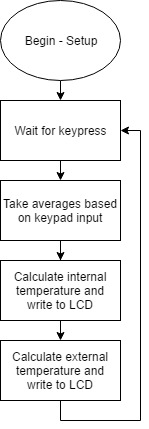 Begin - Setup
Wait for keypress
Take averages based
on keypad input
Calculate internal
temperature and
write to LCD
Calculate external
temperature and
write to LCD